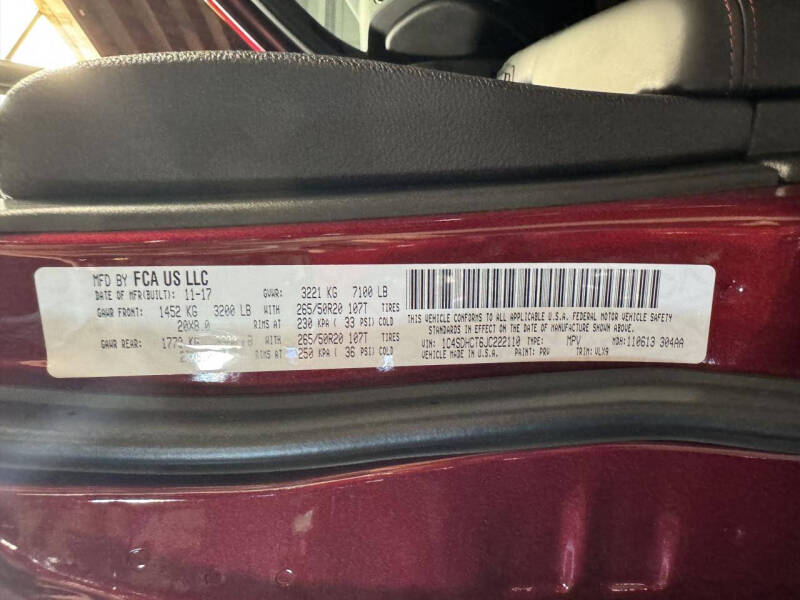 MFD BY FCA US LLC
DATE OF MFR(BUILT): 11-17 GVWR: 3221 KG 7100 LB
GAWR FRONT: 1452 KG 3200 LB WITH 265/50R20 107T TIRES
20X8.0 RIMS AT 230 KPA ( 33 PSI) COLD
GAWR REAR: LB WITH 265/50R20 107T TIRES
RIMS AT 250 KPA ( 36 PSI) COLD
THIS VEHICLE CONFORMS TO ALL APPLICABLE U.S.A. FEDERAL MOTOR VEHICLE SAFETY
STANDARDS IN EFFECT ON THE DATE OF MANUFACTURE SHOWN ABOVE.
VIN: 1C4SDHCT6JC222110 TYPE: MPV MDH: 110613 304AA
VEHICLE MADE IN U.S.A. PAINT: PRV TRIM: VLX9